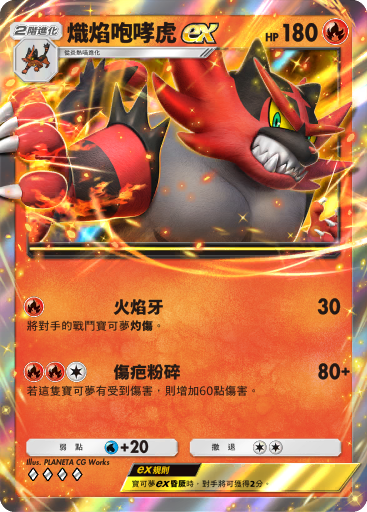 2階進化
熾焰咆哮虎 ex HP 180
從炎熱喵進化
火焰牙 30
將對手的戰鬥寶可夢灼傷。
傷疤粉碎 80+
若這隻寶可夢有受到傷害,則增加60點傷害。
弱點 +20 撤退
Illus. PLANETA CG Works
ex規則
寶可夢ex昏厥時,對手將可獲得2分。